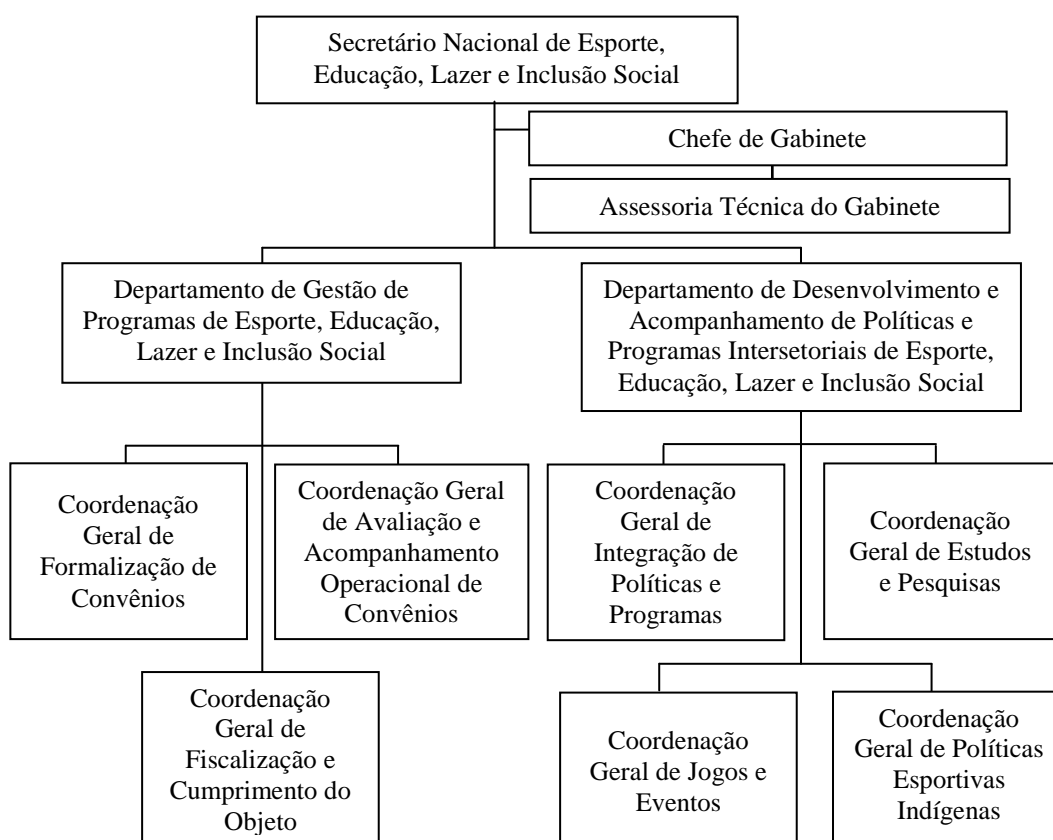 Secretário Nacional de Esporte,
Educação, Lazer e Inclusão Social
Chefe de Gabinete
Assessoria Técnica do Gabinete
Departamento de Gestão de
Programas de Esporte, Educação,
Lazer e Inclusão Social
Departamento de Desenvolvimento e
Acompanhamento de Políticas e
Programas Intersetoriais de Esporte,
Educação, Lazer e Inclusão Social
Coordenação
Geral de
Formalização de
Convênios
Coordenação Geral
de Avaliação e
Acompanhamento
Operacional de
Convênios
Coordenação
Geral de
Integração de
Políticas e
Programas
Coordenação
Geral de Estudos
e Pesquisas
Coordenação
Geral de
Fiscalização e
Cumprimento do
Objeto
Coordenação
Geral de Jogos e
Eventos
Coordenação
Geral de Políticas
Esportivas
Indígenas